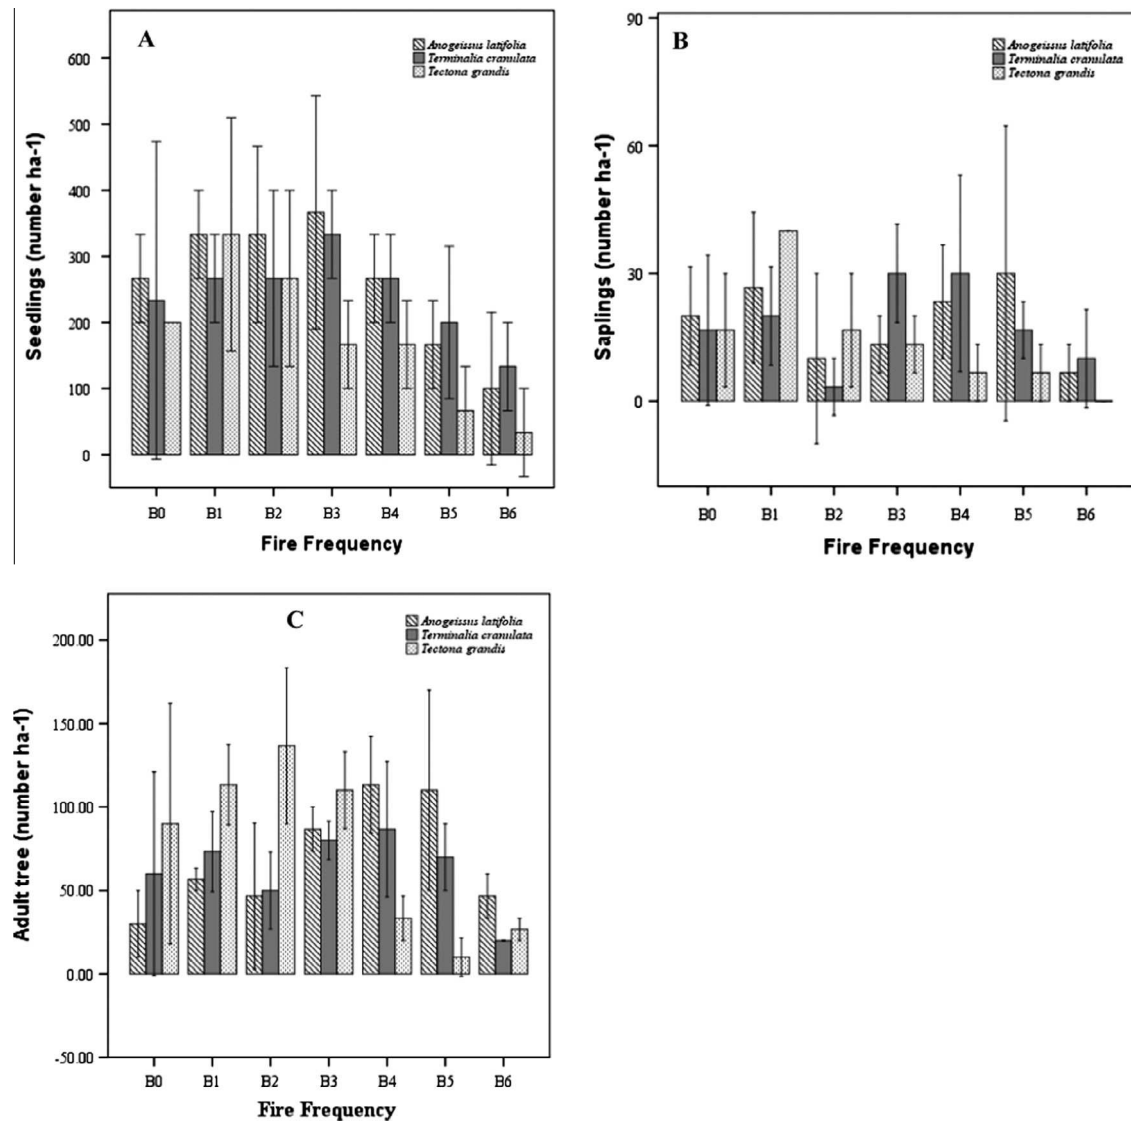 A
Anogeissus latifolia
Terminalia cranulata
Tectona grandis
Seedlings (number ha-1)
600
500
400
300
200
100
0
B0 B1 B2 B3 B4 B5 B6
Fire Frequency
B
Anogeissus latifolia
Terminalia cranulata
Tectona grandis
Saplings (number ha-1)
90
60
30
0
B0 B1 B2 B3 B4 B5 B6
Fire Frequency
C
Anogeissus latifolia
Terminalia cranulata
Tectona grandis
Adult tree (number ha-1)
200.00
150.00
100.00
50.00
0.00
-50.00
B0 B1 B2 B3 B4 B5 B6
Fire Frequency